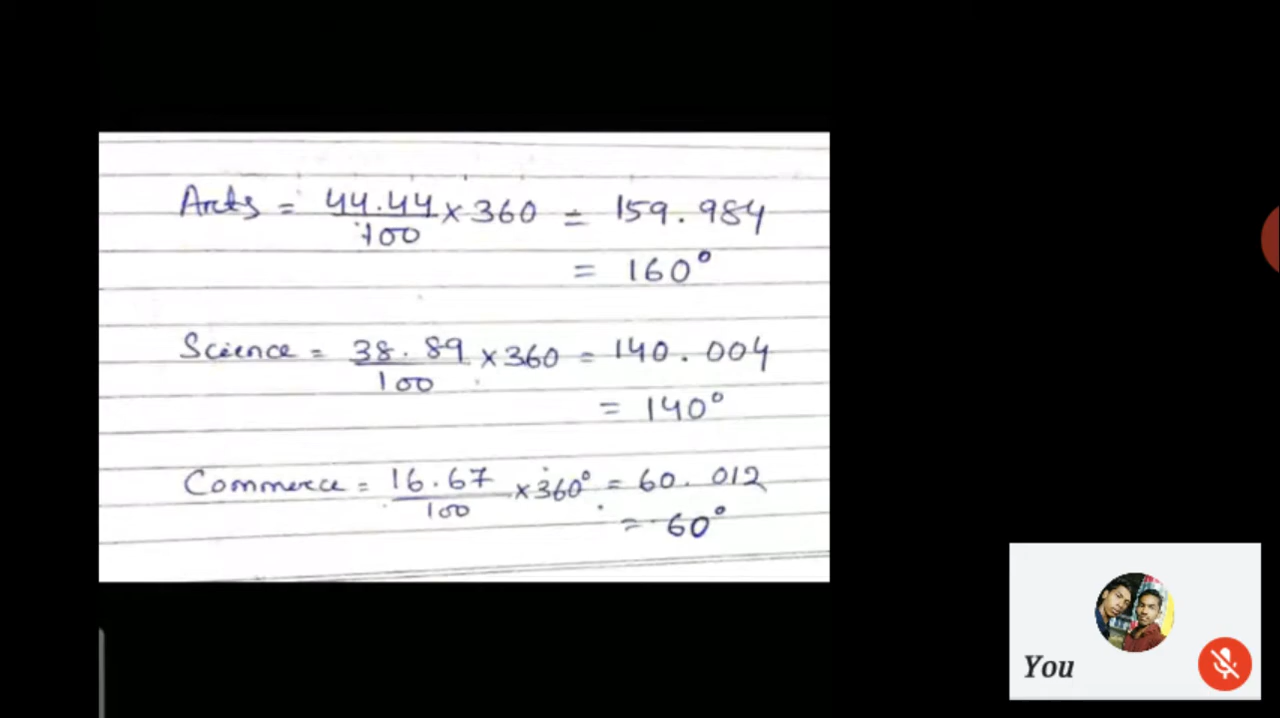 Arts = 44.44/100 × 360 = 159.984
= 160°
Science = 38.89/100 × 360 = 140.004
= 140°
Commerce = 16.67/100 × 360° = 60.012
= 60°
You